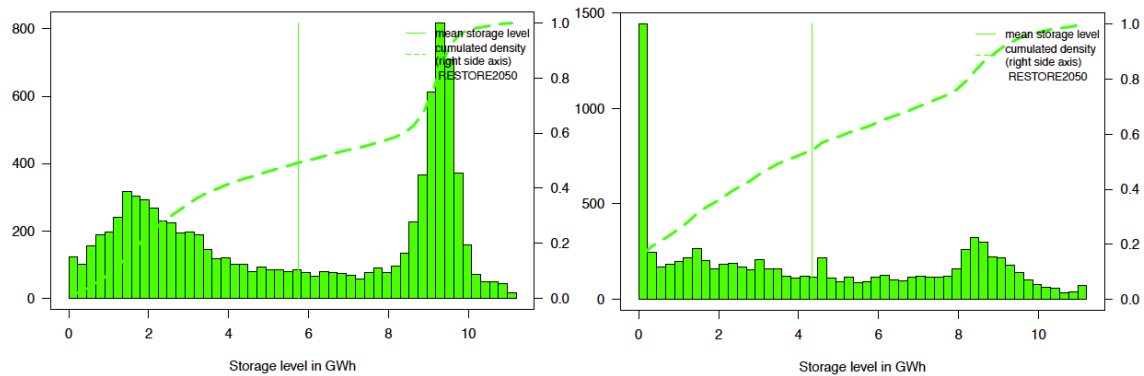 800
600
400
200
0
1.0
0.8
0.6
0.4
0.2
0.0
mean storage level
cumulated density
(right side axis)
RESTORE2050
0 2 4 6 8 10
Storage level in GWh
1500
1000
500
0
1.0
0.8
0.6
0.4
0.2
0.0
mean storage level
cumulated density
(right side axis)
RESTORE2050
0 2 4 6 8 10
Storage level in GWh